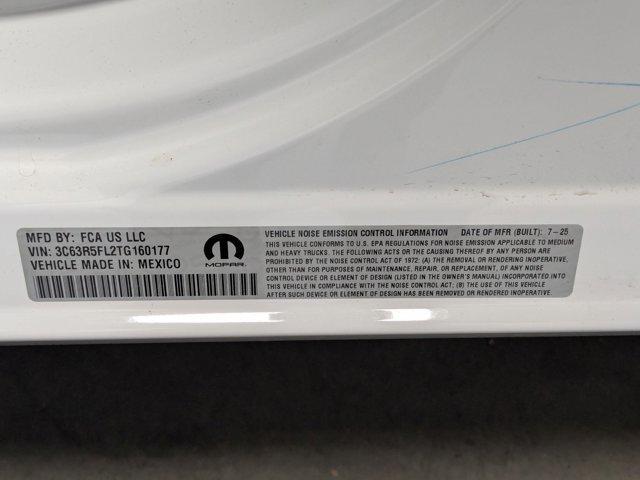 MFD BY: FCA US LLC
VIN: 3C63R5FL2TG160177
VEHICLE MADE IN: MEXICO
MOPAR.
VEHICLE NOISE EMISSION CONTROL INFORMATION DATE OF MFR (BUILT): 7-25
THIS VEHICLE CONFORMS TO U.S. EPA REGULATIONS FOR NOISE EMISSION APPLICABLE TO MEDIUM
AND HEAVY TRUCKS. THE FOLLOWING ACTS OR THE CAUSING THEREOF BY ANY PERSON ARE
PROHIBITED BY THE NOISE CONTROL ACT OF 1972: (A) THE REMOVAL OR RENDERING INOPERATIVE,
OTHER THAN FOR PURPOSES OF MAINTENANCE, REPAIR, OR REPLACEMENT, OF ANY NOISE
CONTROL DEVICE OR ELEMENT OF DESIGN (LISTED IN THE OWNER'S MANUAL) INCORPORATED INTO
THIS VEHICLE IN COMPLIANCE WITH THE NOISE CONTROL ACT; (B) THE USE OF THIS VEHICLE
AFTER SUCH DEVICE OR ELEMENT OF DESIGN HAS BEEN REMOVED OR RENDERED INOPERATIVE.